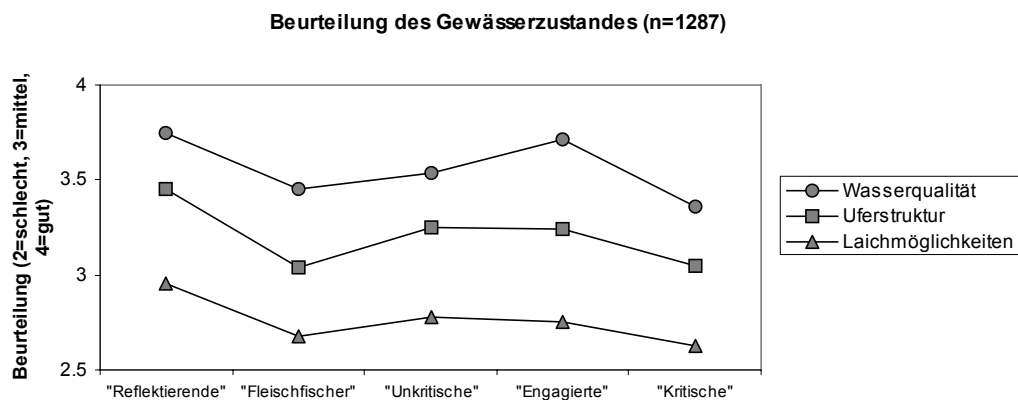 Beurteilung des Gewässerzustandes (n=1287)
Beurteilung (2=schlecht, 3=mittel,
4=gut)
4
3.5
3
2.5
"Reflektierende" "Fleischfischer" "Unkritische" "Engagierte" "Kritische"
Wasserqualität
Uferstruktur
Laichmöglichkeiten